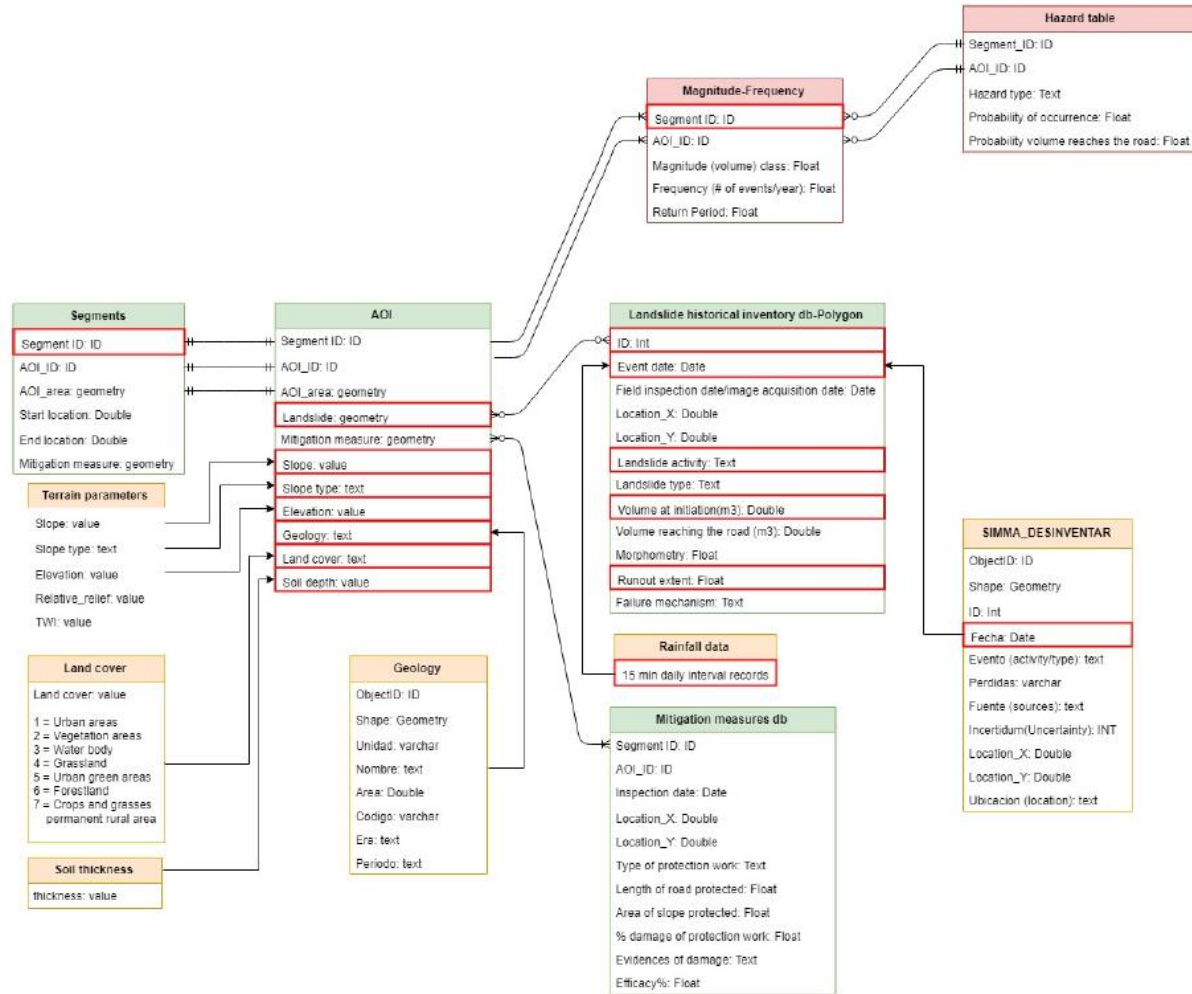 Hazard table
Segment_ID: ID
AOI_ID: ID
Hazard type: Text
Probability of occurrence: Float
Probability volume reaches the road: Float
Magnitude-Frequency
Segment ID: ID
AOI_ID: ID
Magnitude (volume) class: Float
Frequency (# of events/year): Float
Return Period: Float
Segments
Segment ID: ID
AOI_ID: ID
AOI_area: geometry
Start location: Double
End location: Double
Mitigation measure: geometry
AOI
Segment ID: ID
AOI_ID: ID
AOI_area: geometry
Landslide: geometry
Mitigation measure: geometry
Slope: value
Slope type: text
Elevation: value
Geology: text
Land cover: text
Soil depth: value
Landslide historical inventory db-Polygon
ID: Int
Event date: Date
Field inspection date/image acquisition date: Date
Location_X: Double
Location_Y: Double
Landslide activity: Text
Landslide type: Text
Volume at initiation(m3): Double
Volume reaching the road (m3): Double
Morphometry: Float
Runout extent: Float
Failure mechanism: Text
Terrain parameters
Slope: value
Slope type: text
Elevation: value
Relative_relief: value
TWI: value
SIMMA_DESINVENTAR
ObjectID: ID
Shape: Geometry
ID: Int
Fecha: Date
Evento (activity/type): text
Perdidas: varchar
Fuente (sources): text
Incertidum(Uncertainty): INT
Location_X: Double
Location_Y: Double
Ubicacion (location): text
Rainfall data
15 min daily interval records
Land cover
Land cover: value
1 = Urban areas
2 = Vegetation areas
3 = Water body
4 = Grassland
5 = Urban green areas
6 = Forestland
7 = Crops and grasses
permanent rural area
Geology
ObjectID: ID
Shape: Geometry
Unidad: varchar
Nombre: text
Area: Double
Codigo: varchar
Era: text
Periodo: text
Mitigation measures db
Segment ID: ID
AOI_ID: ID
Inspection date: Date
Location_X: Double
Location_Y: Double
Type of protection work: Text
Length of road protected: Float
Area of slope protected: Float
% damage of protection work: Float
Evidences of damage: Text
Efficacy%: Float
Soil thickness
thickness: value